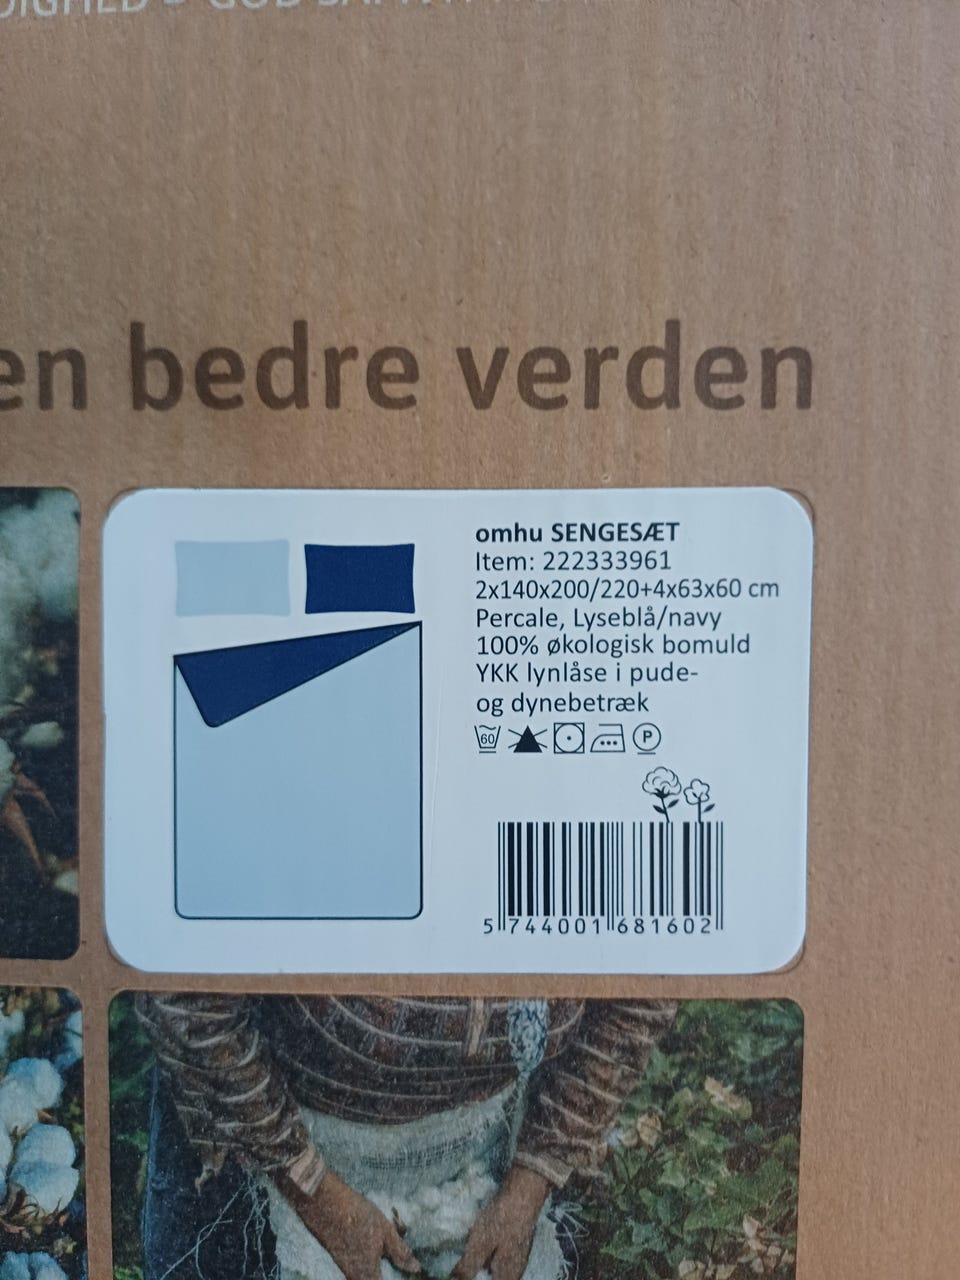 en bedre verden
omhu SENGESÆT
Item: 222333961
2x140x200/220+4x63x60 cm
Percale, Lyseblå/navy
100% økologisk bomuld
YKK lynlåse i pude-
og dynebetræk
60 P
5 744001 681602